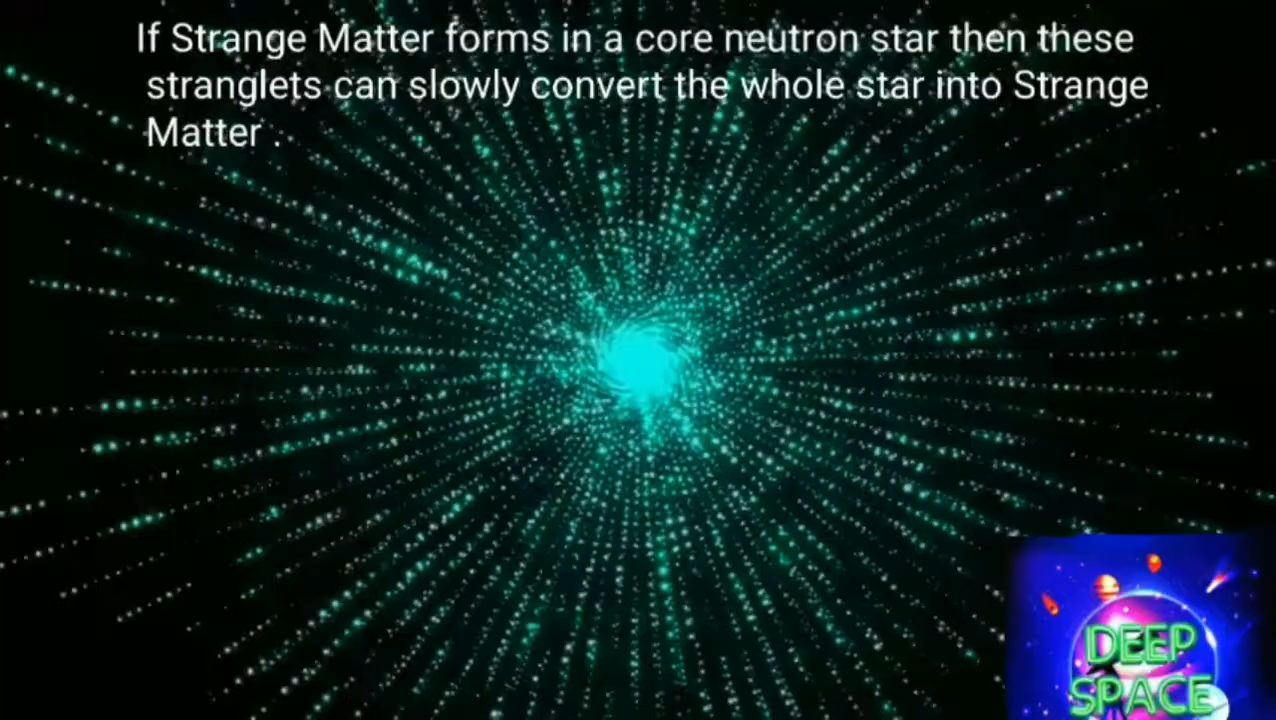 If Strange Matter forms in a core neutron star then these
stranglets can slowly convert the whole star into Strange
Matter .
DEEP
SPACE